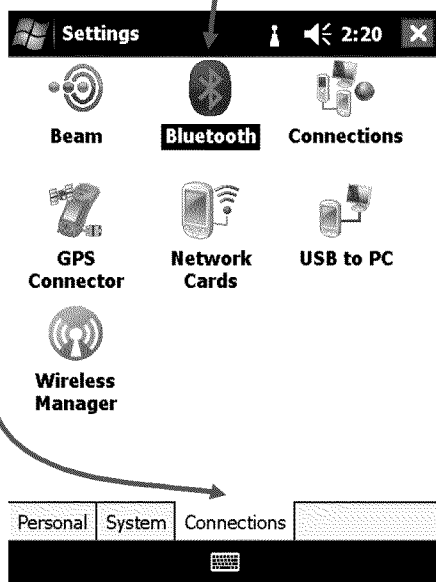 Settings
2:20
Beam
Bluetooth
Connections
GPS
Connector
Network
Cards
USB to PC
Wireless
Manager
Personal
System
Connections